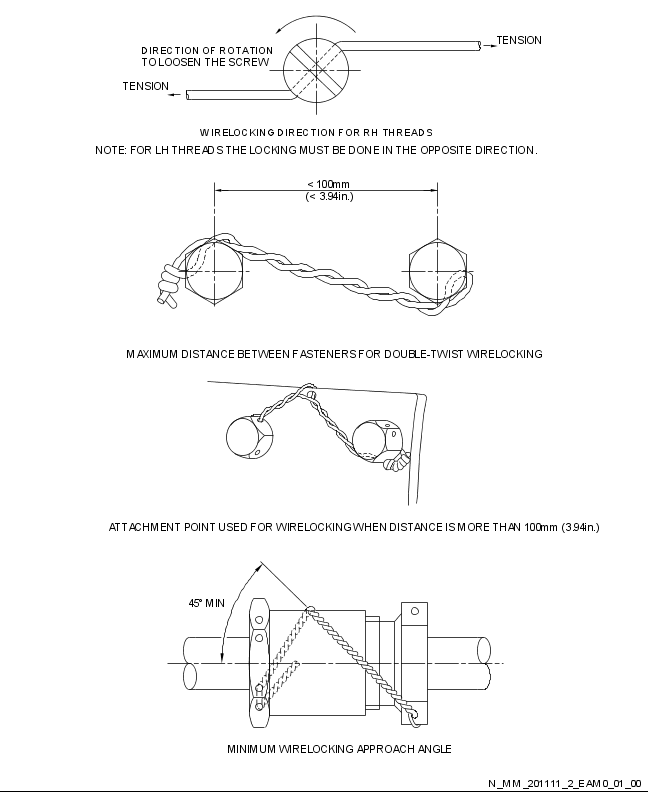 DIRECTION OF ROTATION
TO LOOSEN THE SCREW
TENSION
TENSION
WIRELOCKING DIRECTION FOR RH THREADS
NOTE: FOR LH THREADS THE LOCKING MUST BE DONE IN THE OPPOSITE DIRECTION.
< 100mm
(< 3.94in.)
MAXIMUM DISTANCE BETWEEN FASTENERS FOR DOUBLE-TWIST WIRELOCKING
ATTACHMENT POINT USED FOR WIRELOCKING WHEN DISTANCE IS MORE THAN 100mm (3.94in.)
45° MIN
MINIMUM WIRELOCKING APPROACH ANGLE
N_MM_201111_2_EAM0_01_00